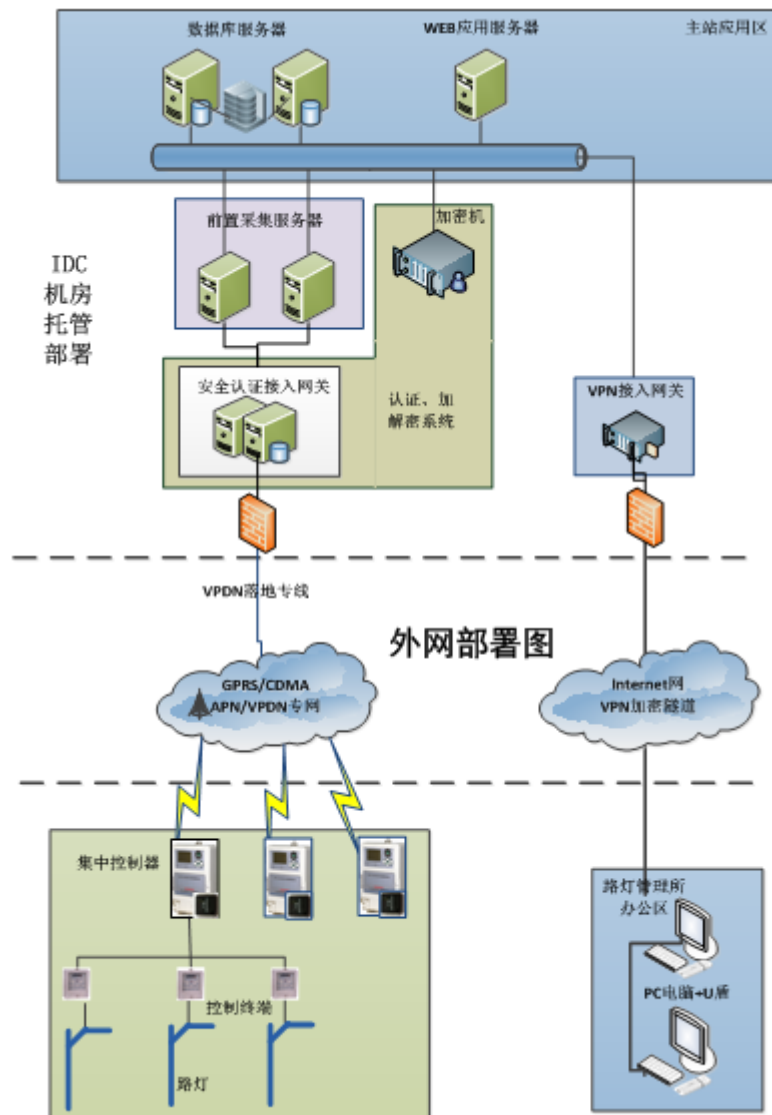 数据库服务器
WEB应用服务器
主站应用区
前置采集服务器
加密机
IDC
机房
托管
部署
安全认证接入网关
认证、加
解密系统
VPN接入网关
VPDN落地专线
外网部署图
GPRS/CDMA
APN/VPDN专网
Internet网
VPN加密隧道
集中控制器
路灯管理所
办公区
PC电脑+U盾
控制终端
路灯